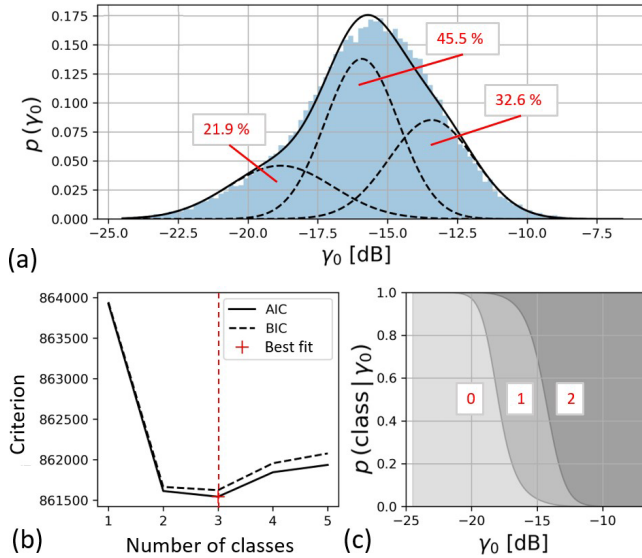 0.175
0.150
0.125
0.100
0.075
0.050
0.025
0.000
p (γ₀)
45.5 %
32.6 %
21.9 %
−25.0 −22.5 −20.0 −17.5 −15.0 −12.5 −10.0 −7.5
γ₀ [dB]
(a)
864000
863500
863000
862500
862000
861500
Criterion
AIC
BIC
Best fit
1 2 3 4 5
Number of classes
(b)
1.0
0.8
0.6
0.4
0.2
0.0
p (class | γ₀)
0 1 2
−25 −20 −15 −10
γ₀ [dB]
(c)